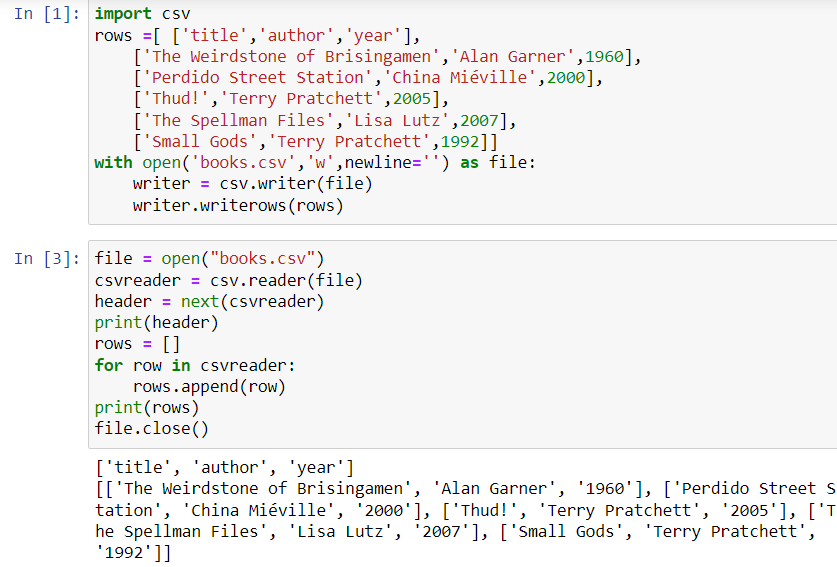 In [1]: import csv
rows =[ ['title','author','year'],
['The Weirdstone of Brisingamen','Alan Garner',1960],
['Perdido Street Station','China Miéville',2000],
['Thud!','Terry Pratchett',2005],
['The Spellman Files','Lisa Lutz',2007],
['Small Gods','Terry Pratchett',1992]]
with open('books.csv','w',newline='') as file:
writer = csv.writer(file)
writer.writerows(rows)
In [3]: file = open("books.csv")
csvreader = csv.reader(file)
header = next(csvreader)
print(header)
rows = []
for row in csvreader:
rows.append(row)
print(rows)
file.close()
['title', 'author', 'year']
[['The Weirdstone of Brisingamen', 'Alan Garner', '1960'], ['Perdido Street S
tation', 'China Miéville', '2000'], ['Thud!', 'Terry Pratchett', '2005'], ['T
he Spellman Files', 'Lisa Lutz', '2007'], ['Small Gods', 'Terry Pratchett',
'1992']]